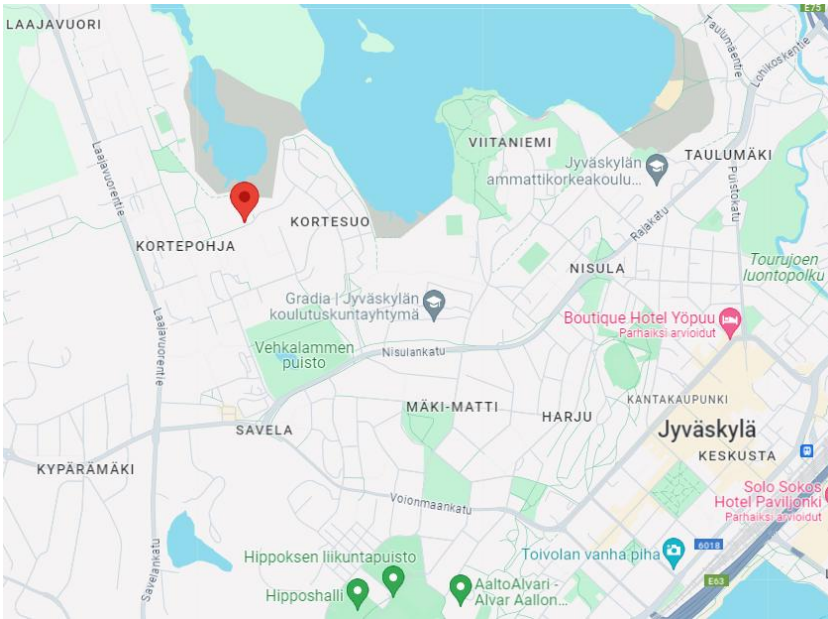 E75
LAAJAVUORI
Taulumäentie
Lohikoskentie
Laajavuorentie
VIITANIEMI
Jyväskylän
ammattikorkeakoulu...
TAULUMÄKI
Puistokatu
Rajakatu
KORTESUO
KORTEPOHJA
NISULA
Tourujoen
luontopolku
Gradia | Jyväskylän
koulutuskuntayhtymä
Laajavuorentie
Boutique Hotel Yöpuu
Parhaiksi arvioidut
Vehkalammen
puisto
Nisulankatu
KANTAKAUPUNKI
MÄKI-MATTI
HARJU
SAVELA
Jyväskylä
KESKUSTA
KYPÄRÄMÄKI
Solo Sokos
Hotel Paviljonki
Parhaiksi arvioidut
Voionmaankatu
Savelankatu
6018
Toivolan vanha piha
Hippoksen liikuntapuisto
E63
Hipposhalli
AaltoAlvari -
Alvar Aallon...